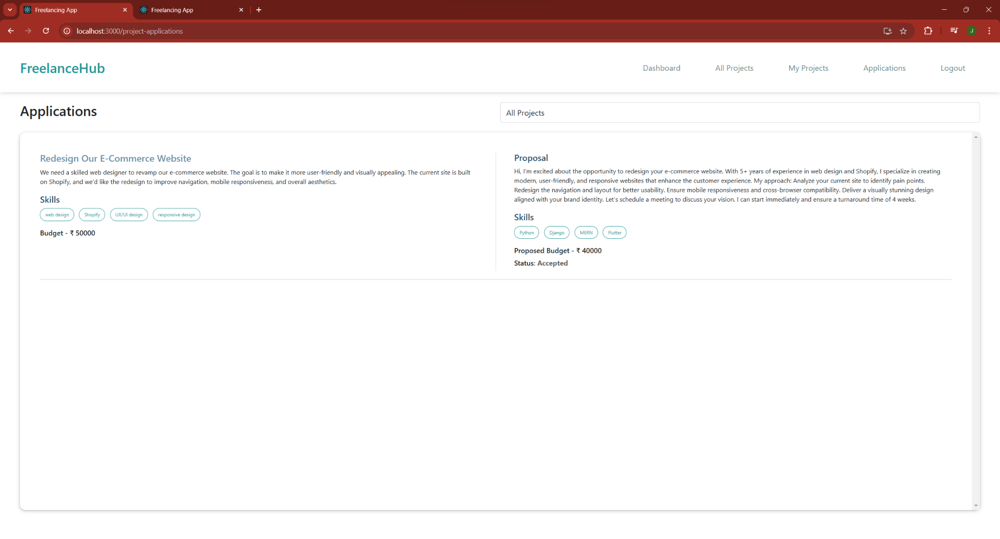 Freelancing App
Freelancing App
localhost:3000/project-applications
J
FreelanceHub
Dashboard
All Projects
My Projects
Applications
Logout
Applications
All Projects
Redesign Our E-Commerce Website
We need a skilled web designer to revamp our e-commerce website. The goal is to make it more user-friendly and visually appealing. The current site is built
on Shopify, and we'd like the redesign to improve navigation, mobile responsiveness, and overall aesthetics.
Skills
web design
Shopify
UX/UI design
responsive design
Budget - ₹ 50000
Proposal
Hi, I'm excited about the opportunity to redesign your e-commerce website. With 5+ years of experience in web design and Shopify, I specialize in creating
modern, user-friendly, and responsive websites that enhance the customer experience. My approach: Analyze your current site to identify pain points.
Redesign the navigation and layout for better usability. Ensure mobile responsiveness and cross-browser compatibility. Deliver a visually stunning design
aligned with your brand identity. Let's schedule a meeting to discuss your vision. I can start immediately and ensure a turnaround time of 4 weeks.
Skills
Python
Django
MERN
Flutter
Proposed Budget - ₹ 40000
Status: Accepted